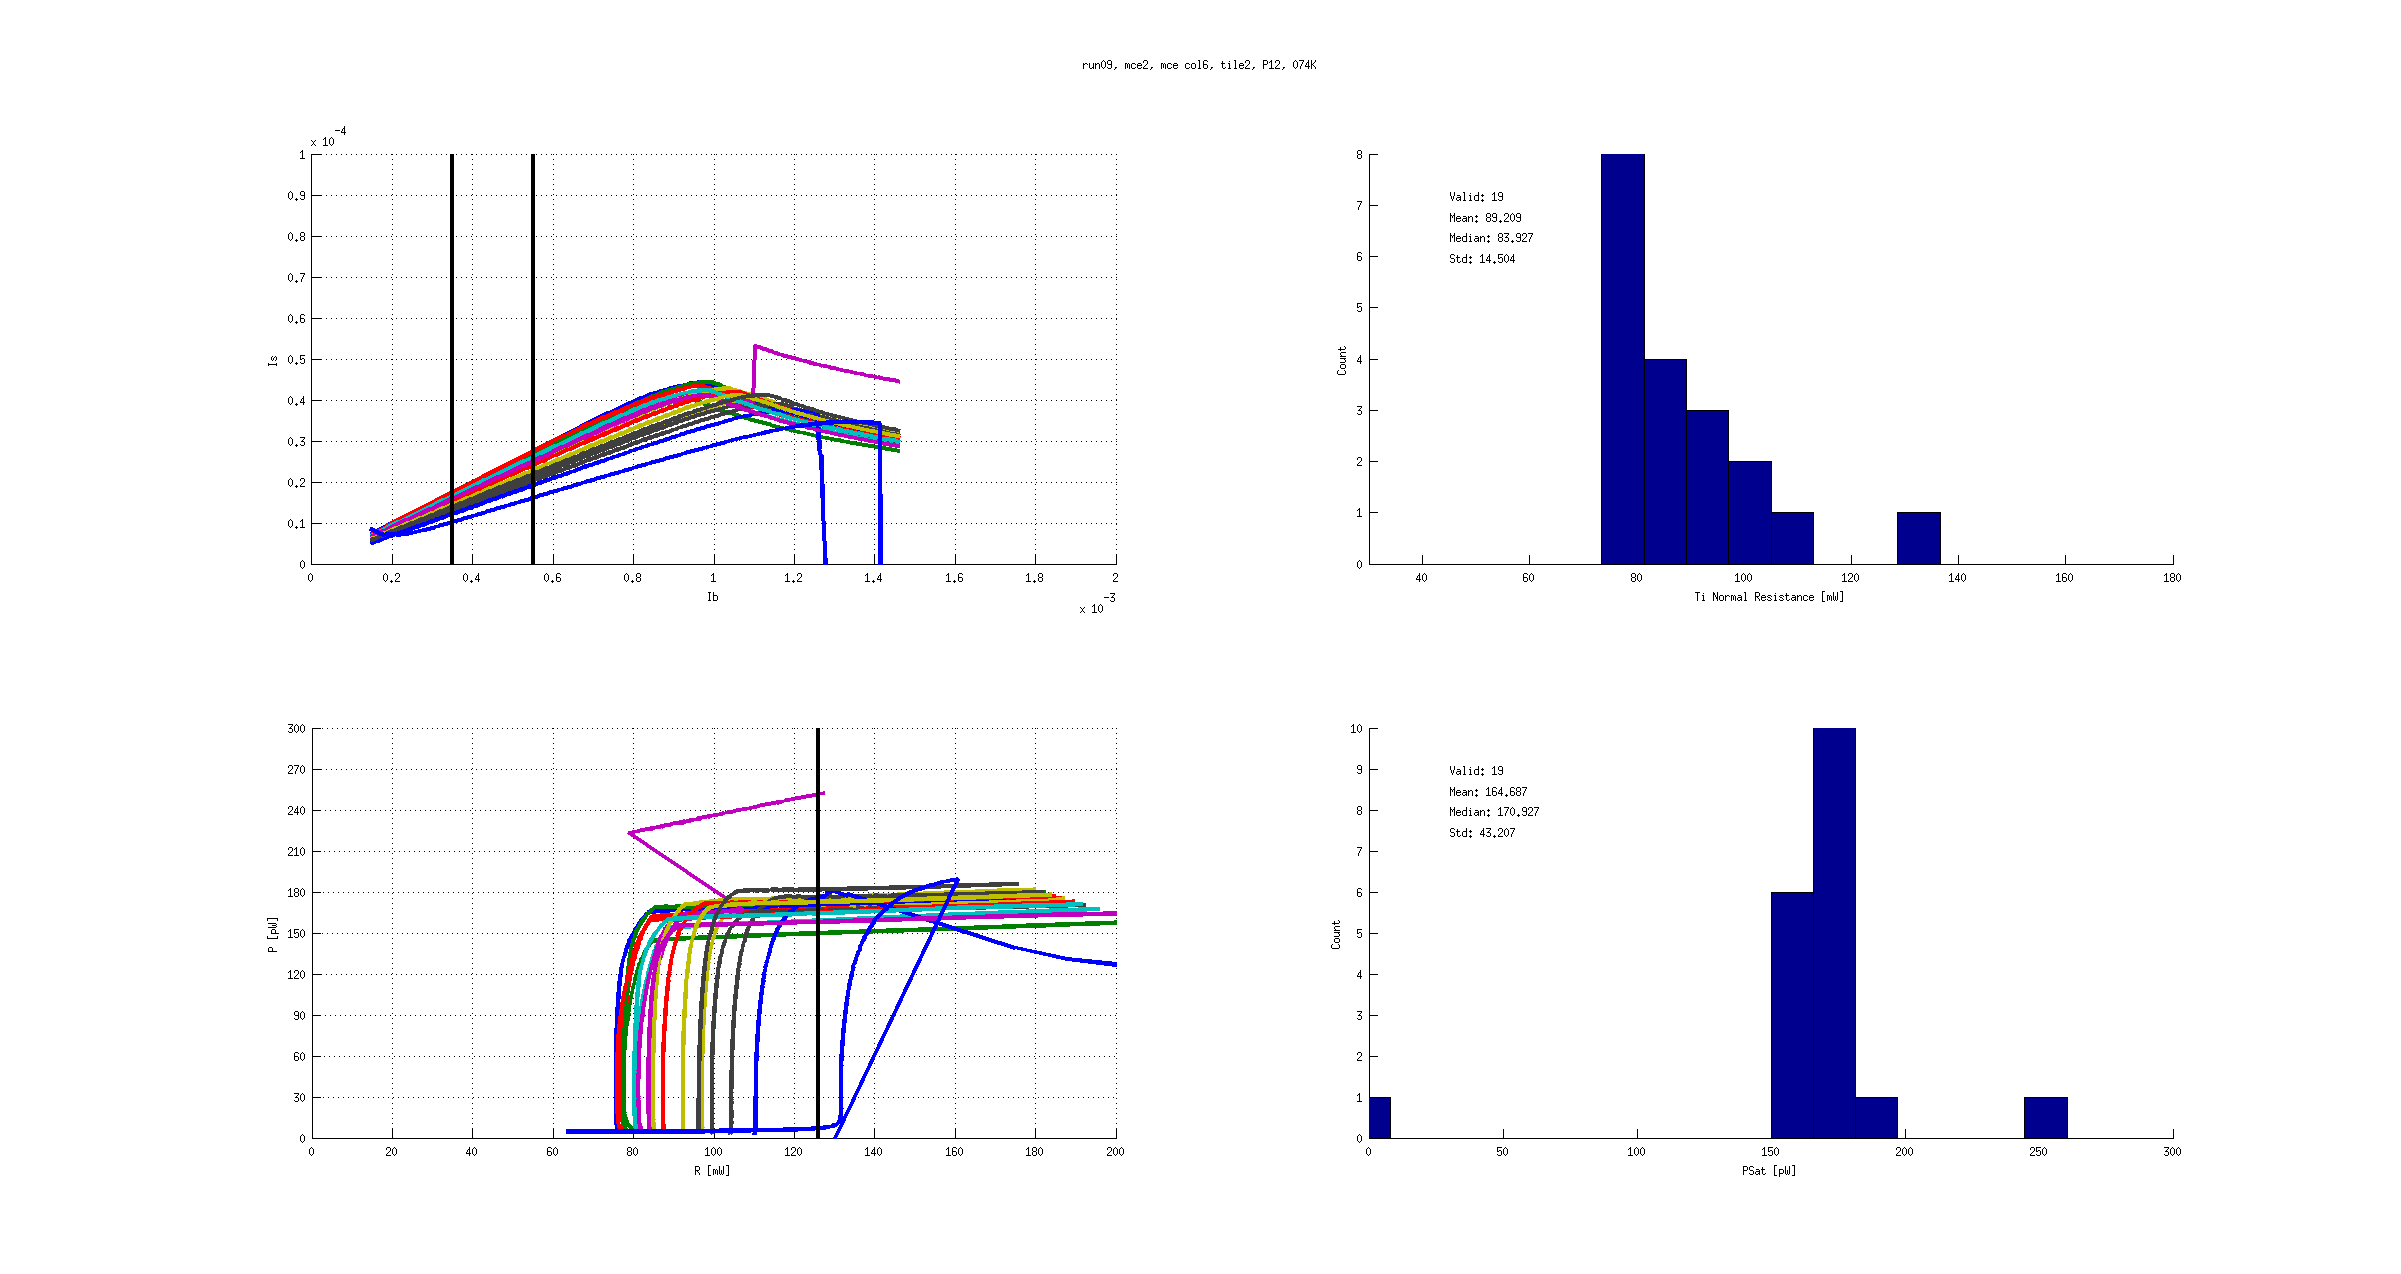 run09, mce2, mce col6, tile2, P12, 074K
x 10 -4
1
0.9
0.8
0.7
0.6
0.5
0.4
0.3
0.2
0.1
0
Is
0 0.2 0.4 0.6 0.8 1 1.2 1.4 1.6 1.8 2
Ib
x 10 -3
8
7
6
5
4
3
2
1
0
Count
Valid: 19
Mean: 89.209
Median: 83.927
Std: 14.504
40 60 80 100 120 140 160 180
Ti Normal Resistance [mW]
300
270
240
210
180
150
120
90
60
30
0
P [pW]
0 20 40 60 80 100 120 140 160 180 200
R [mW]
10
9
8
7
6
5
4
3
2
1
0
Count
Valid: 19
Mean: 164.687
Median: 170.927
Std: 43.207
0 50 100 150 200 250 300
PSat [pW]